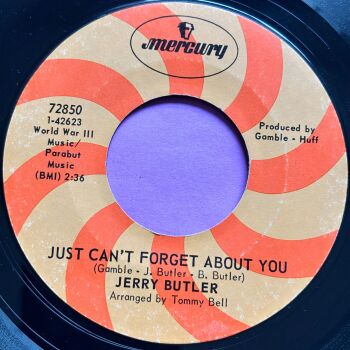 mercury
72850
1-42623
World War III
Music/
Parabut
Music
(BMI) 2:36
Produced by
Gamble - Huff
JUST CAN'T FORGET ABOUT YOU
(Gamble - J. Butler - B. Butler)
JERRY BUTLER
Arranged by Tommy Bell